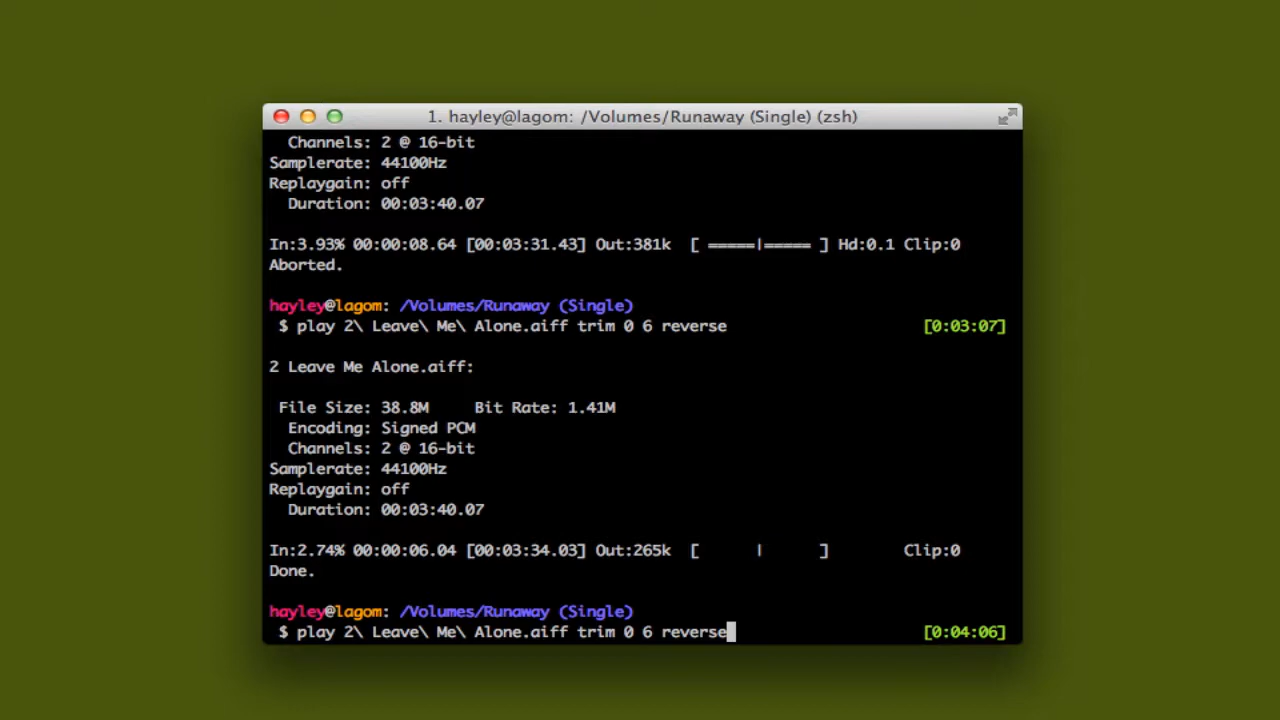 1. hayley@lagom: /Volumes/Runaway (Single) (zsh)
Channels: 2 @ 16-bit
Samplerate: 44100Hz
Replaygain: off
Duration: 00:03:40.07
In:3.93% 00:00:08.64 [00:03:31.43] Out:381k [ =====|===== ] Hd:0.1 Clip:0
Aborted.
hayley@lagom: /Volumes/Runaway (Single)
$ play 2\ Leave\ Me\ Alone.aiff trim 0 6 reverse [0:03:07]
2 Leave Me Alone.aiff:
File Size: 38.8M Bit Rate: 1.41M
Encoding: Signed PCM
Channels: 2 @ 16-bit
Samplerate: 44100Hz
Replaygain: off
Duration: 00:03:40.07
In:2.74% 00:00:06.04 [00:03:34.03] Out:265k [ | ] Clip:0
Done.
hayley@lagom: /Volumes/Runaway (Single)
$ play 2\ Leave\ Me\ Alone.aiff trim 0 6 reverse [0:04:06]